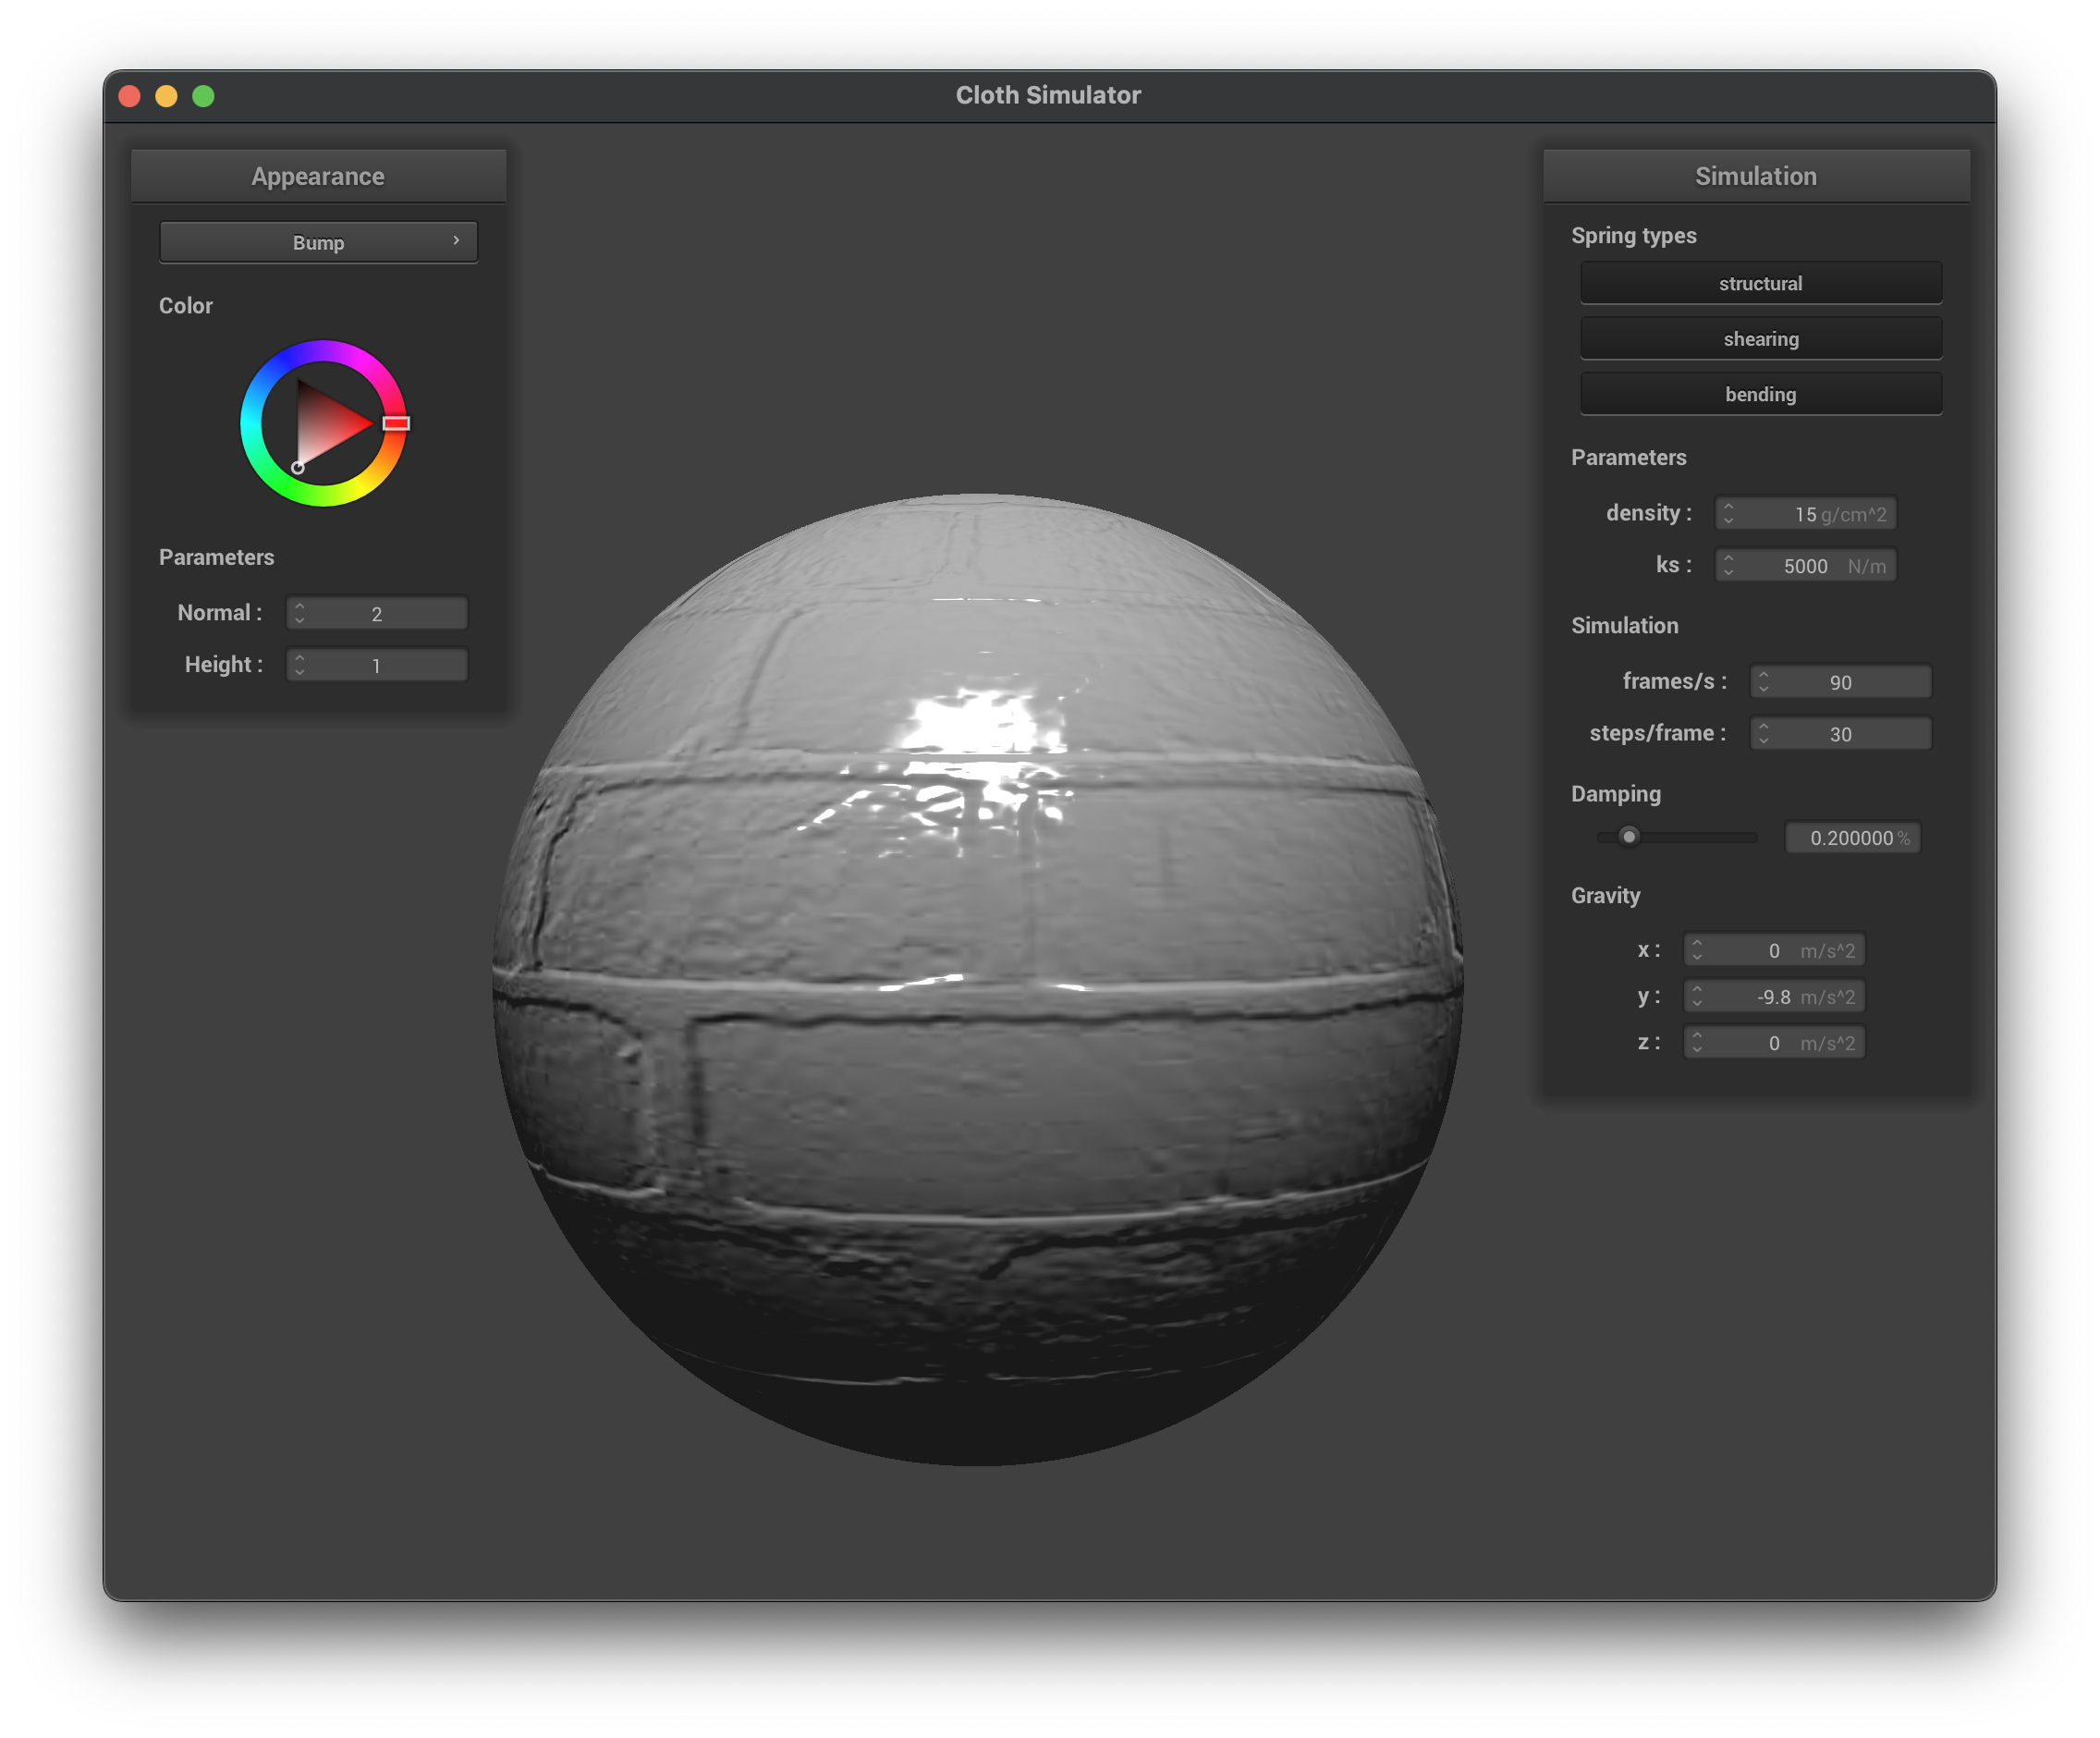 Cloth Simulator
Appearance
Bump
Color
Parameters
Normal : 2
Height : 1
Simulation
Spring types
structural
shearing
bending
Parameters
density : 15 g/cm^2
ks : 5000 N/m
Simulation
frames/s : 90
steps/frame : 30
Damping
0.200000 %
Gravity
x : 0 m/s^2
y : -9.8 m/s^2
z : 0 m/s^2